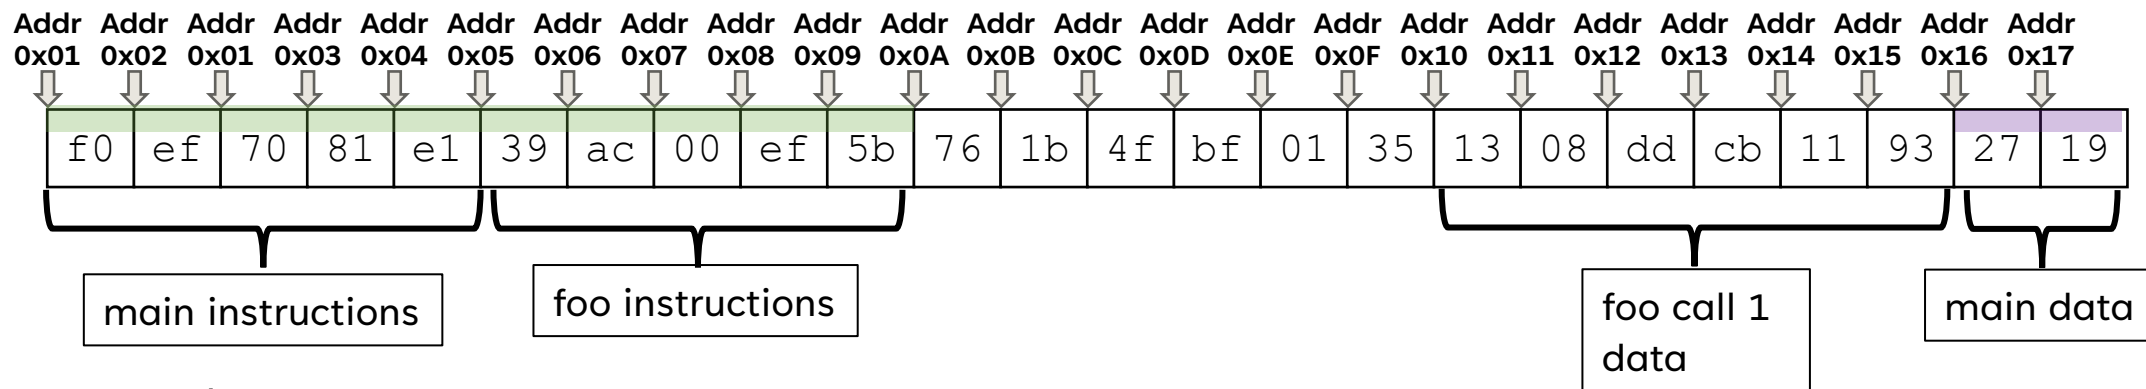 Addr Addr Addr Addr Addr Addr Addr Addr Addr Addr Addr Addr Addr Addr Addr Addr Addr Addr Addr Addr Addr Addr Addr Addr
0x01 0x02 0x01 0x03 0x04 0x05 0x06 0x07 0x08 0x09 0x0A 0x0B 0x0C 0x0D 0x0E 0x0F 0x10 0x11 0x12 0x13 0x14 0x15 0x16 0x17
f0 ef 70 81 e1 39 ac 00 ef 5b 76 1b 4f bf 01 35 13 08 dd cb 11 93 27 19
main instructions
foo instructions
foo call 1
data
main data